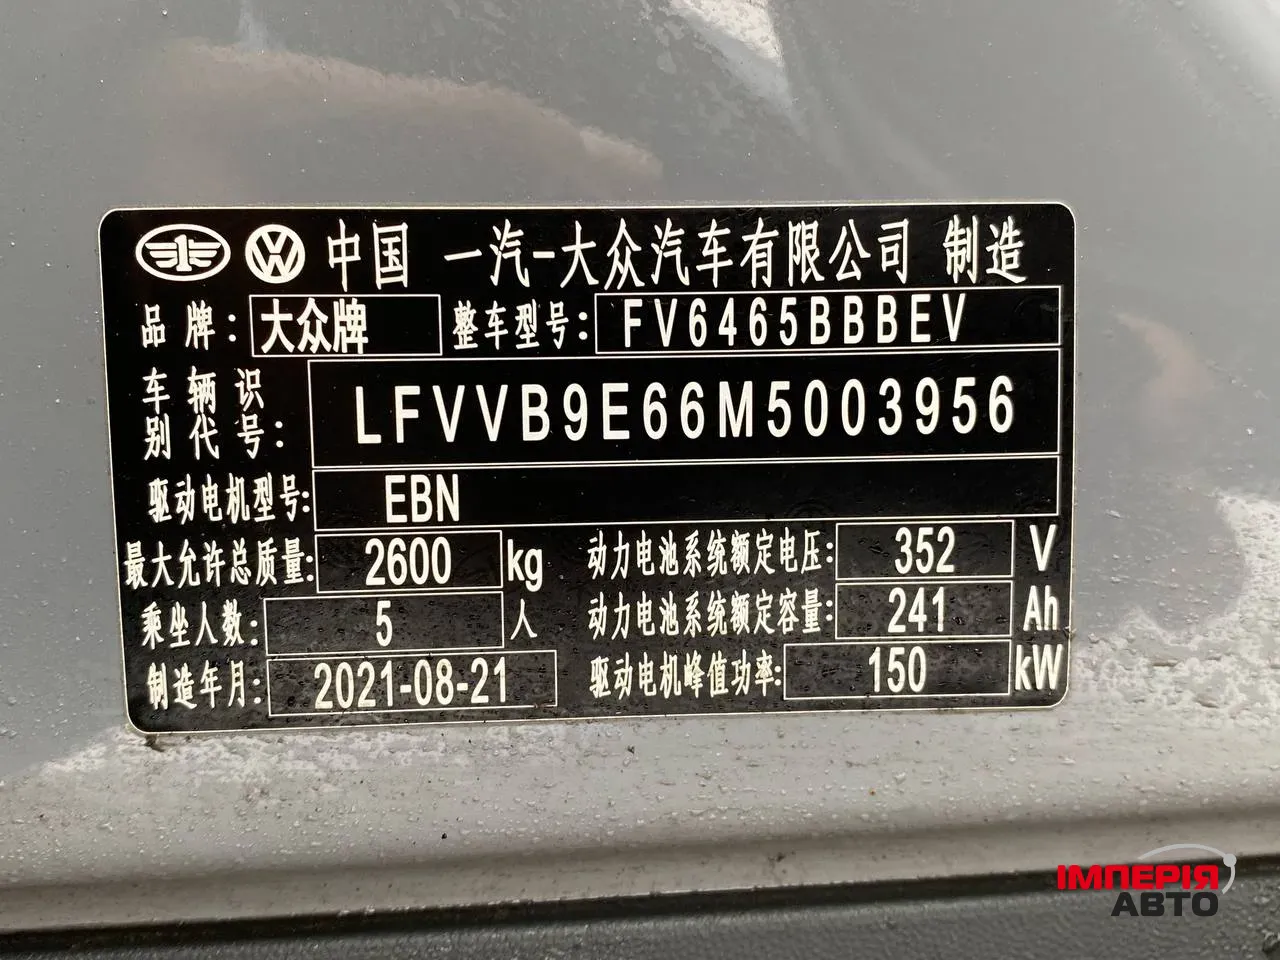 中国 一汽-大众汽车有限公司 制造
品牌: 大众牌 整车型号: FV6465BBBEV
车辆识别代号: LFVVB9E66M5003956
驱动电机型号: EBN
最大允许总质量: 2600 kg 动力电池系统额定电压: 352 V
乘坐人数: 5 人 动力电池系统额定容量: 241 Ah
制造年月: 2021-08-21 驱动电机峰值功率: 150 kW
ІМПЕРІЯ
АВТО